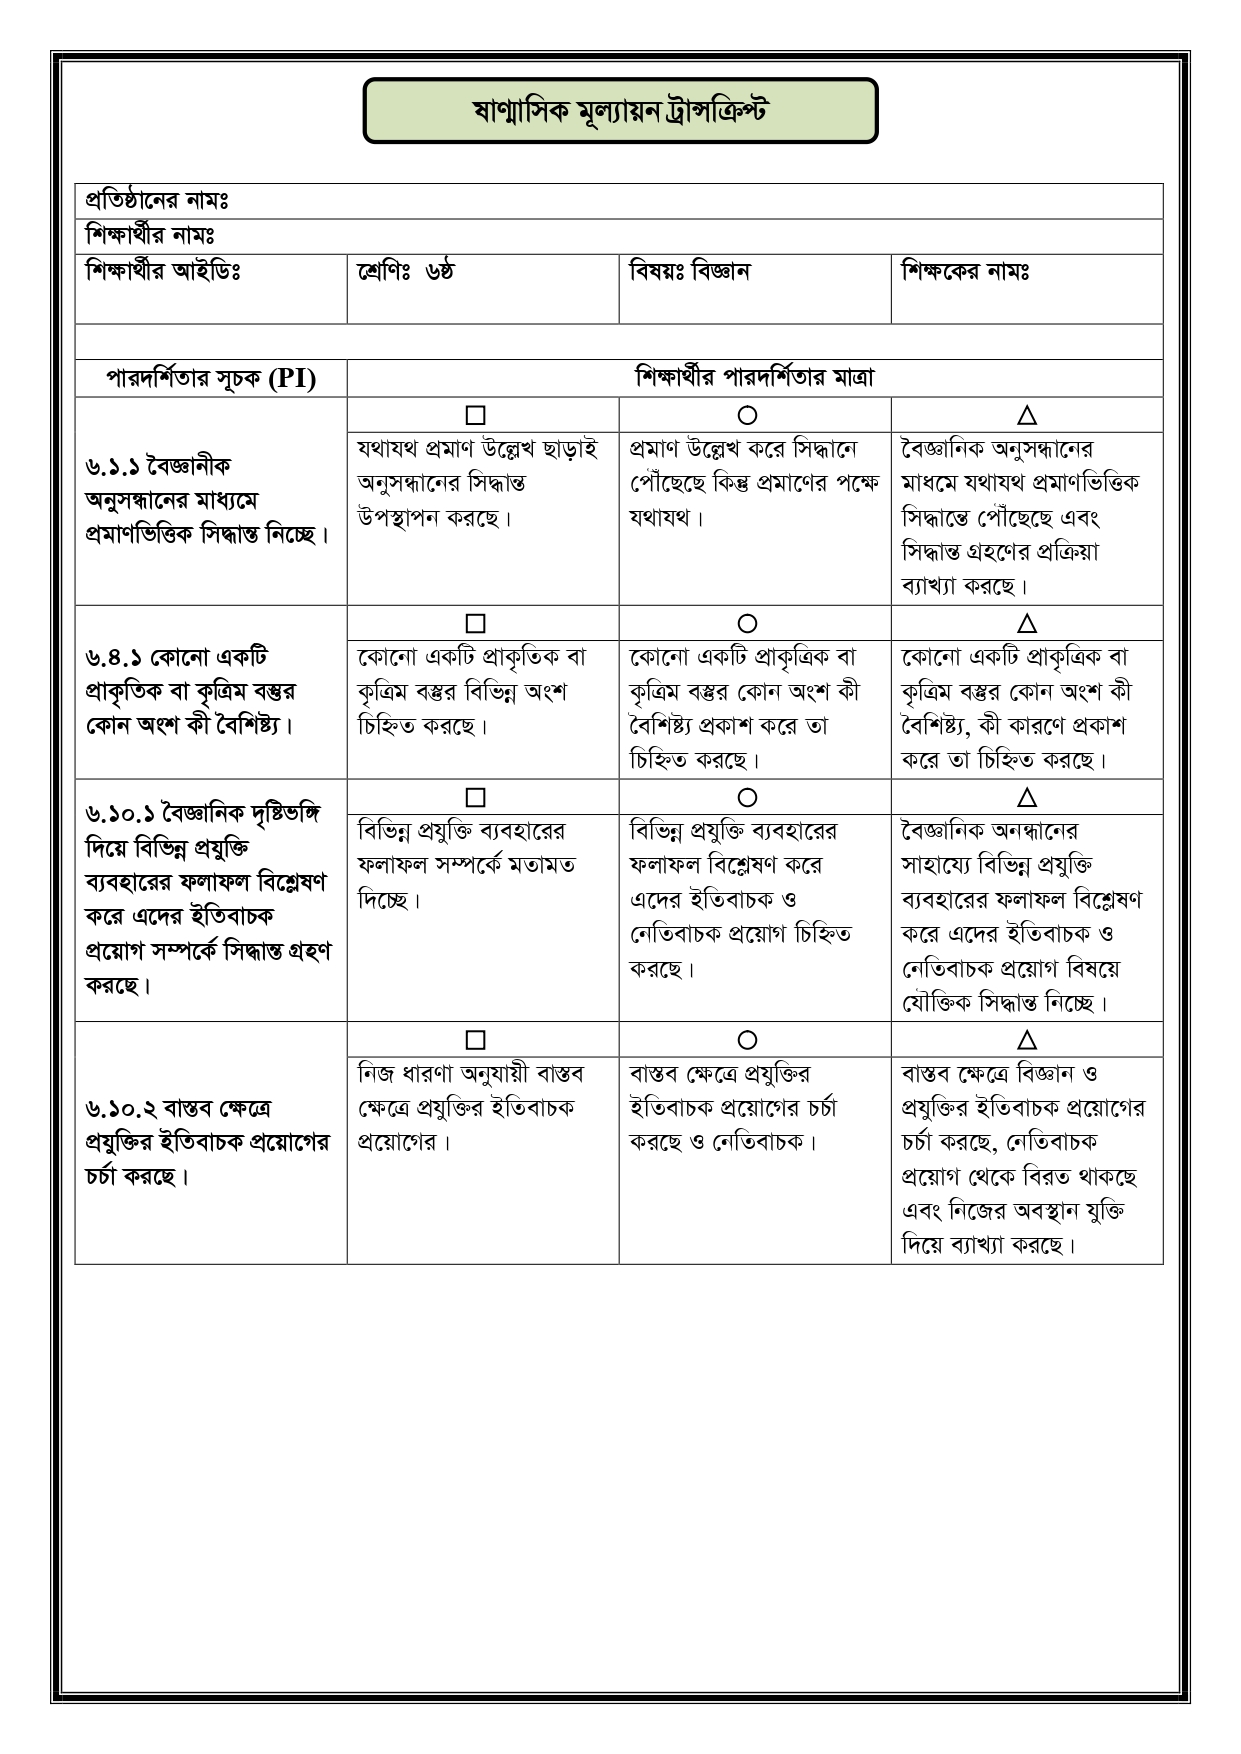 ষাণ্মাসিক মূল্যায়ন ট্রান্সক্রিপ্ট
প্রতিষ্ঠানের নামঃ
শিক্ষার্থীর নামঃ
শিক্ষার্থীর আইডিঃ শ্রেণিঃ ৬ষ্ঠ বিষয়ঃ বিজ্ঞান শিক্ষকের নামঃ
পারদর্শিতার সূচক (PI) শিক্ষার্থীর পারদর্শিতার মাত্রা
৬.১.১ বৈজ্ঞানীক
অনুসন্ধানের মাধ্যমে
প্রমাণভিত্তিক সিদ্ধান্ত নিচ্ছে।
□
যথাযথ প্রমাণ উল্লেখ ছাড়াই
অনুসন্ধানের সিদ্ধান্ত
উপস্থাপন করছে।
○
প্রমাণ উল্লেখ করে সিদ্ধানে
পৌঁছেছে কিন্তু প্রমাণের পক্ষে
যথাযথ।
△
বৈজ্ঞানিক অনুসন্ধানের
মাধমে যথাযথ প্রমাণভিত্তিক
সিদ্ধান্তে পৌঁছেছে এবং
সিদ্ধান্ত গ্রহণের প্রক্রিয়া
ব্যাখ্যা করছে।
৬.৪.১ কোনো একটি
প্রাকৃতিক বা কৃত্রিম বস্তুর
কোন অংশ কী বৈশিষ্ট্য।
□
কোনো একটি প্রাকৃতিক বা
কৃত্রিম বস্তুর বিভিন্ন অংশ
চিহ্নিত করছে।
○
কোনো একটি প্রাকৃত্রিক বা
কৃত্রিম বস্তুর কোন অংশ কী
বৈশিষ্ট্য প্রকাশ করে তা
চিহ্নিত করছে।
△
কোনো একটি প্রাকৃত্রিক বা
কৃত্রিম বস্তুর কোন অংশ কী
বৈশিষ্ট্য, কী কারণে প্রকাশ
করে তা চিহ্নিত করছে।
৬.১০.১ বৈজ্ঞানিক দৃষ্টিভঙ্গি
দিয়ে বিভিন্ন প্রযুক্তি
ব্যবহারের ফলাফল বিশ্লেষণ
করে এদের ইতিবাচক
প্রয়োগ সম্পর্কে সিদ্ধান্ত গ্রহণ
করছে।
□
বিভিন্ন প্রযুক্তি ব্যবহারের
ফলাফল সম্পর্কে মতামত
দিচ্ছে।
○
বিভিন্ন প্রযুক্তি ব্যবহারের
ফলাফল বিশ্লেষণ করে
এদের ইতিবাচক ও
নেতিবাচক প্রয়োগ চিহ্নিত
করছে।
△
বৈজ্ঞানিক অনন্ধানের
সাহায্যে বিভিন্ন প্রযুক্তি
ব্যবহারের ফলাফল বিশ্লেষণ
করে এদের ইতিবাচক ও
নেতিবাচক প্রয়োগ বিষয়ে
যৌক্তিক সিদ্ধান্ত নিচ্ছে।
৬.১০.২ বাস্তব ক্ষেত্রে
প্রযুক্তির ইতিবাচক প্রয়োগের
চর্চা করছে।
□
নিজ ধারণা অনুযায়ী বাস্তব
ক্ষেত্রে প্রযুক্তির ইতিবাচক
প্রয়োগের।
○
বাস্তব ক্ষেত্রে প্রযুক্তির
ইতিবাচক প্রয়োগের চর্চা
করছে ও নেতিবাচক।
△
বাস্তব ক্ষেত্রে বিজ্ঞান ও
প্রযুক্তির ইতিবাচক প্রয়োগের
চর্চা করছে, নেতিবাচক
প্রয়োগ থেকে বিরত থাকছে
এবং নিজের অবস্থান যুক্তি
দিয়ে ব্যাখ্যা করছে।